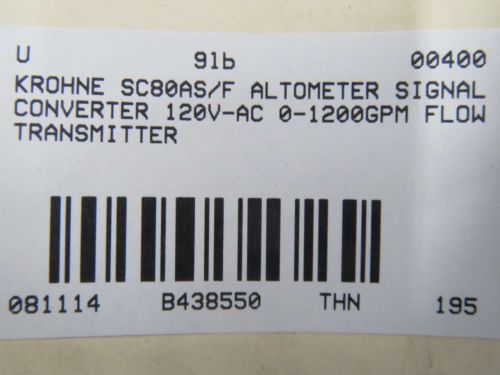 U 91b 00400
KROHNE SC80AS/F ALTOMETER SIGNAL
CONVERTER 120V-AC 0-1200GPM FLOW
TRANSMITTER
081114 B438550 THN 195